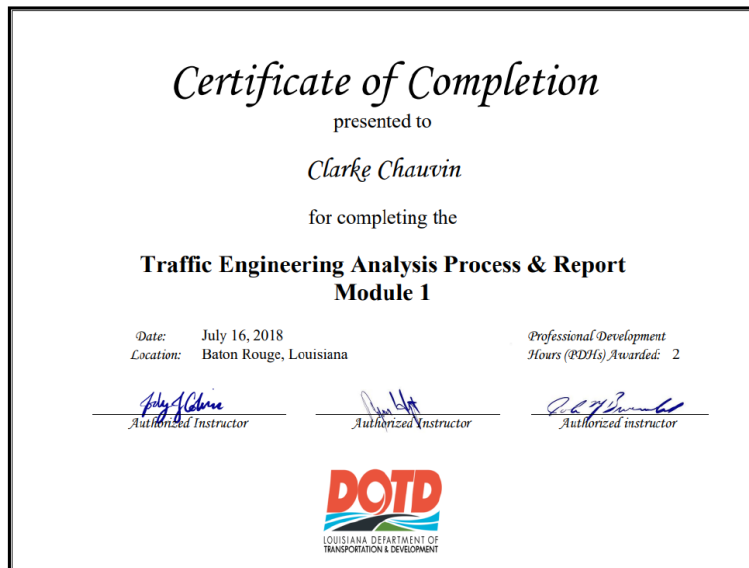 Certificate of Completion
presented to
Clarke Chauvin
for completing the
Traffic Engineering Analysis Process & Report
Module 1
Date: July 16, 2018
Location: Baton Rouge, Louisiana
Professional Development
Hours (PDHs) Awarded: 2
Authorized Instructor
Authorized Instructor
Authorized instructor
DOTD
LOUISIANA DEPARTMENT OF
TRANSPORTATION & DEVELOPMENT